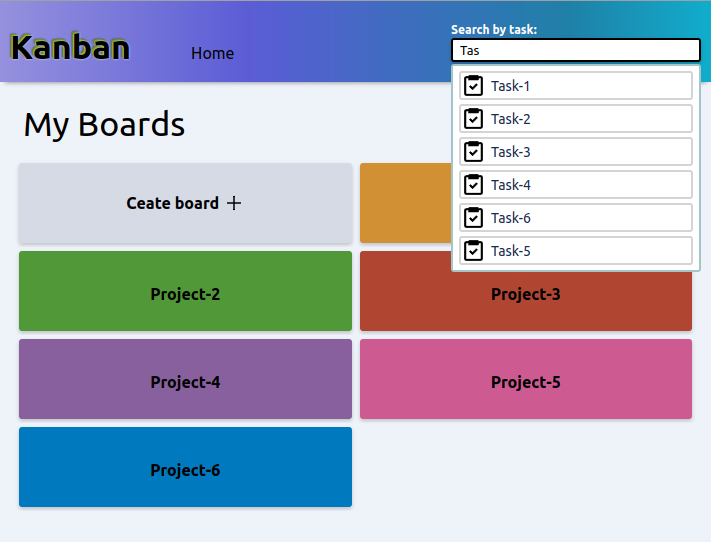 Kanban
Home
Search by task:
Tas
Task-1
Task-2
Task-3
Task-4
Task-6
Task-5
My Boards
Ceate board +
Project-2
Project-3
Project-4
Project-5
Project-6